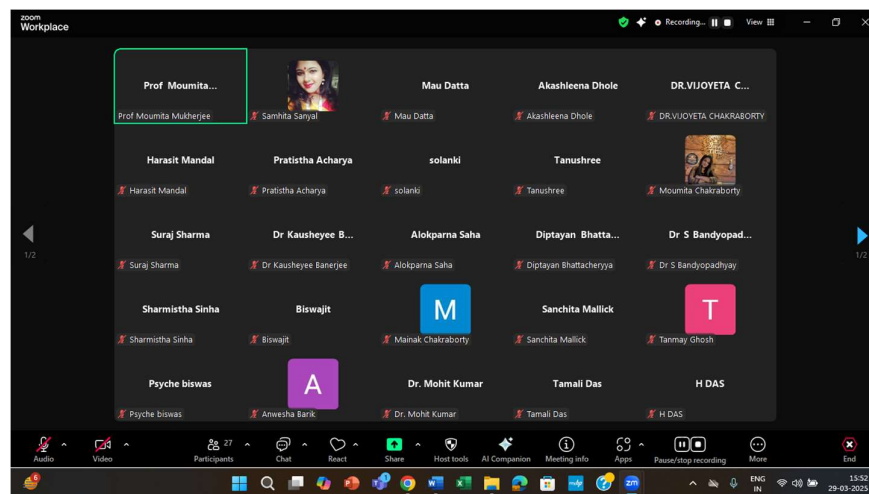 zoom
Workplace
Recording...
View
Prof Moumita...
Prof Moumita Mukherjee
Samhita Sanyal
Mau Datta
Mau Datta
Akashleena Dhole
Akashleena Dhole
DR.VIJOYETA C...
DR.VIJOYETA CHAKRABORTY
Harasit Mandal
Harasit Mandal
Pratistha Acharya
Pratistha Acharya
solanki
solanki
Tanushree
Tanushree
Moumita Chakraborty
1/2
1/2
Suraj Sharma
Suraj Sharma
Dr Kausheyee B...
Dr Kausheyee Banerjee
Alokparna Saha
Alokparna Saha
Diptayan Bhatta...
Diptayan Bhattacheryya
Dr S Bandyopad...
Dr S Bandyopadhyay
Sharmistha Sinha
Sharmistha Sinha
Biswajit
Biswajit
M
Mainak Chakraborty
Sanchita Mallick
Sanchita Mallick
T
Tanmay Ghosh
Psyche biswas
Psyche biswas
A
Anwesha Barik
Dr. Mohit Kumar
Dr. Mohit Kumar
Tamali Das
Tamali Das
H DAS
H DAS
Audio
Video
27
Participants
Chat
React
Share
Host tools
AI Companion
Meeting info
Apps
Pause/stop recording
More
End
6
zm
ENG
IN
15:52
29-03-2025